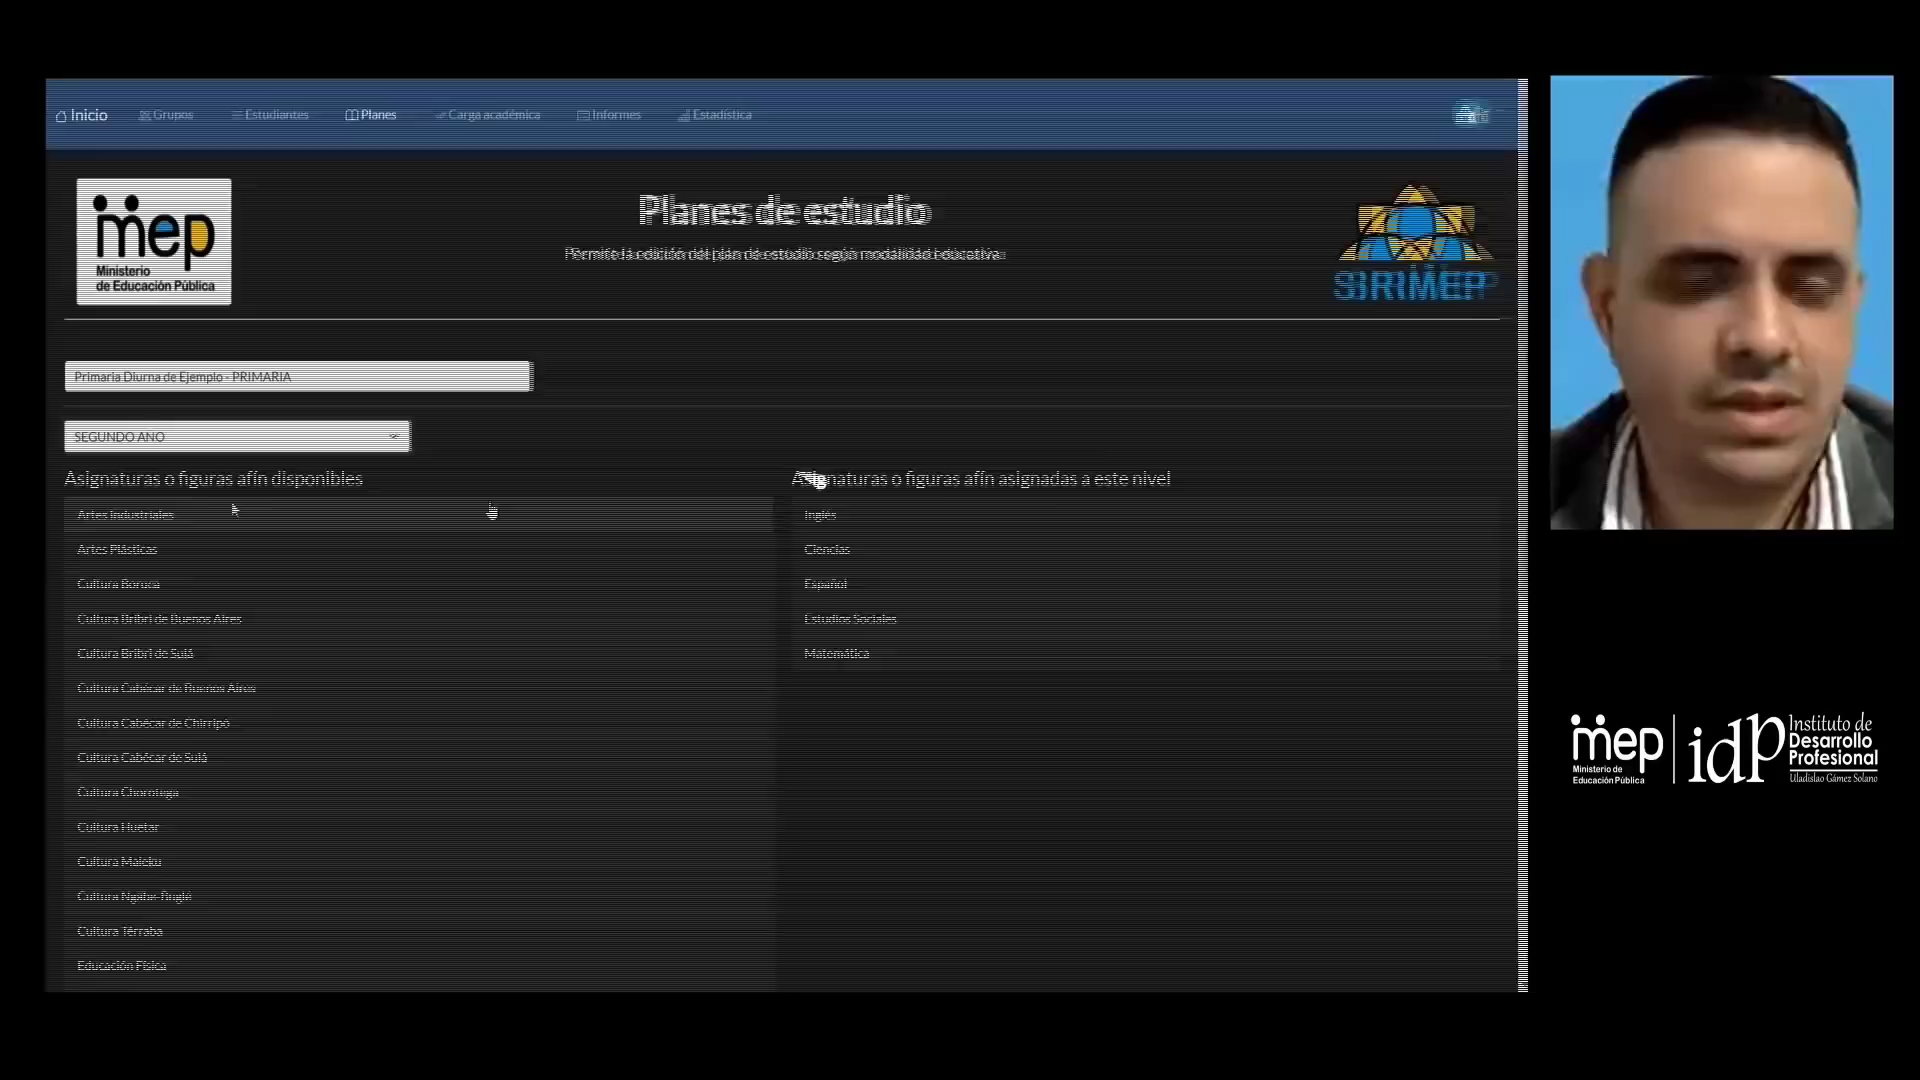 Inicio
Grupos
Estudiantes
Planes
Carga académica
Informes
Estadística
mep
Ministerio
de Educación Pública
Planes de estudio
Permite la edición del plan de estudio según modalidad educativa
Primaria Diurna de Ejemplo - PRIMARIA
SEGUNDO ANO
Asignaturas o figuras afín disponibles
Artes Industriales
Artes Plásticas
Cultura Boruca
Cultura Bribri de Buenos Aires
Cultura Bribri de Sulá
Cultura Cabécar de Buenos Aires
Cultura Cabécar de Chirripó
Cultura Cabécar de Sulá
Cultura Chorotega
Cultura Huetar
Cultura Maleku
Cultura Ngäbe-Buglé
Cultura Térraba
Educación Física
Asignaturas o figuras afín asignadas a este nivel
Inglés
Ciencias
Español
Estudios Sociales
Matemática
mep
Ministerio de
Educación Pública
idp
Instituto de
Desarrollo
Profesional
Uladislao Gámez Solano